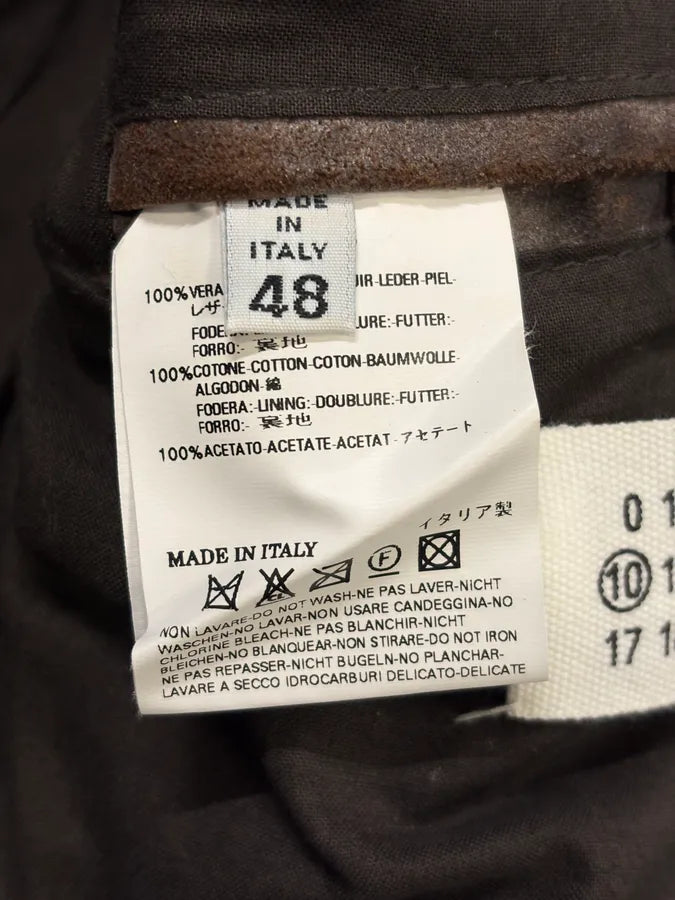 MADE
IN
ITALY
48
100%VERA UIR-LEDER-PIEL-
レザ
FODE LURE:-FUTTER:-
FORRO:- 裏地
100%COTONE-COTTON-COTON-BAUMWOLLE-
ALGODON-綿
FODERA:-LINING:-DOUBLURE:-FUTTER:-
FORRO:- 裏地
100%ACETATO-ACETATE-ACETAT-アセテート
イタリア製
MADE IN ITALY
F
NON LAVARE-DO NOT WASH-NE PAS LAVER-NICHT
WASCHEN-NO LAVAR-NON USARE CANDEGGINA-NO
CHLORINE BLEACH-NE PAS BLANCHIR-NICHT
BLEICHEN-NO BLANQUEAR-NON STIRARE-DO NOT IRON
NE PAS REPASSER-NICHT BUGELN-NO PLANCHAR-
LAVARE A SECCO IDROCARBURI DELICATO-DELICATE
0 1
10 1
17 18